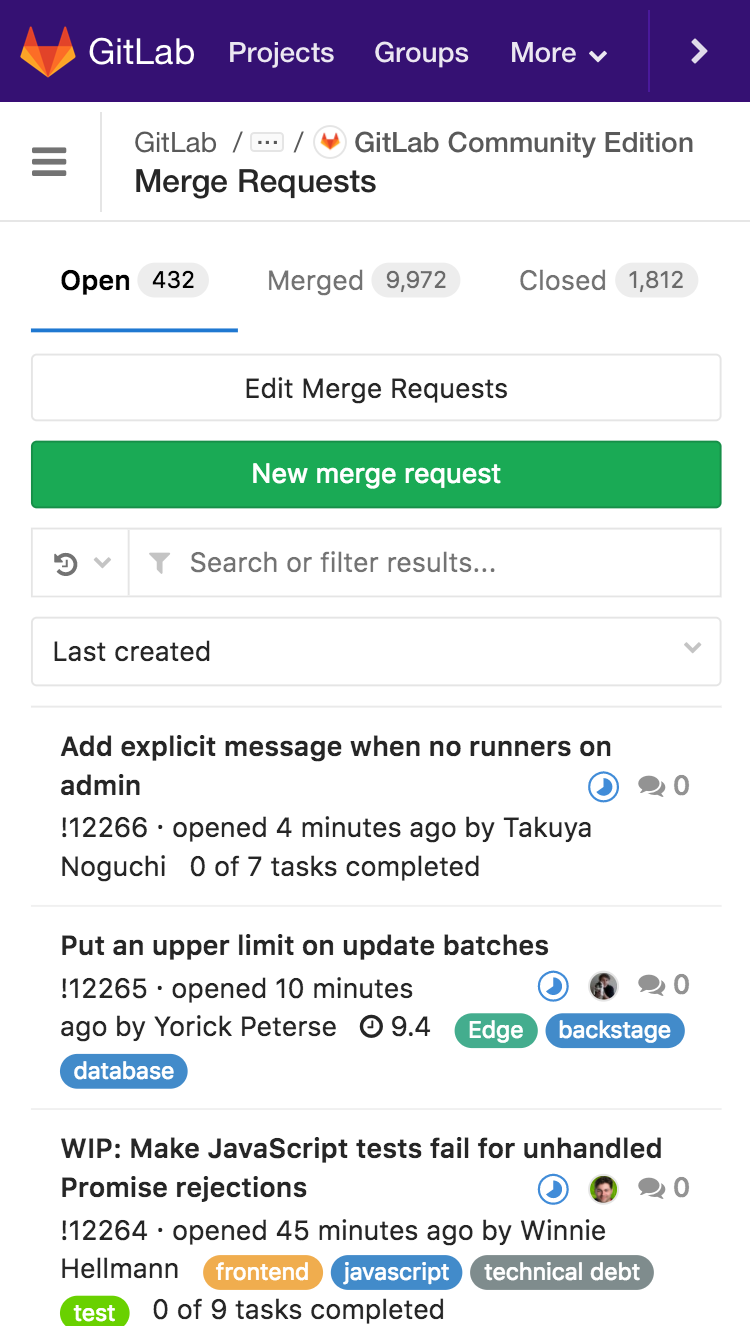 GitLab Projects Groups More
GitLab / ··· / GitLab Community Edition
Merge Requests
Open 432 Merged 9,972 Closed 1,812
Edit Merge Requests
New merge request
Search or filter results...
Last created
Add explicit message when no runners on
admin 0
!12266 · opened 4 minutes ago by Takuya
Noguchi 0 of 7 tasks completed
Put an upper limit on update batches
!12265 · opened 10 minutes 0
ago by Yorick Peterse 9.4 Edge backstage
database
WIP: Make JavaScript tests fail for unhandled
Promise rejections 0
!12264 · opened 45 minutes ago by Winnie
Hellmann frontend javascript technical debt
test 0 of 9 tasks completed